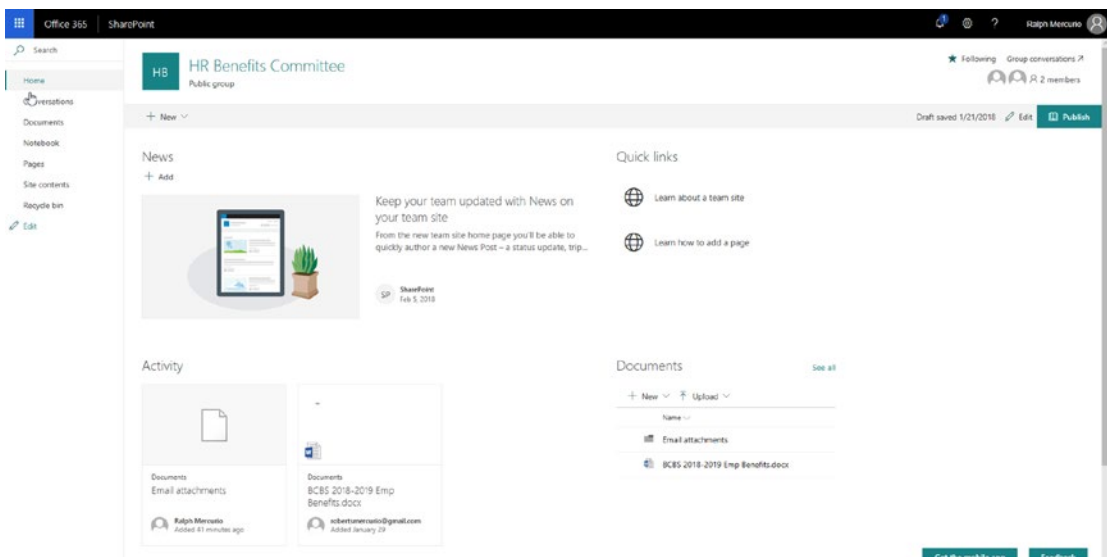 Office 365 SharePoint
1
?
Ralph Mercurio
Search
Home
Conversations
Documents
Notebook
Pages
Site contents
Recycle bin
Edit
HB
HR Benefits Committee
Public group
Following Group conversations
2 members
New
Draft saved 1/21/2018 Edit Publish
News
Add
Keep your team updated with News on
your team site
From the new team site home page you'll be able to
quickly author a new News Post – a status update, trip...
SP
SharePoint
Feb 5, 2018
Quick links
Learn about a team site
Learn how to add a page
Activity
Documents
Email attachments
Ralph Mercurio
Added 41 minutes ago
Documents
BCBS 2018-2019 Emp
Benefits.docx
robertumercurio@gmail.com
Added January 29
Documents
See all
New Upload
Name
Email attachments
BCBS 2018-2019 Emp Benefits.docx
Get the mobile app
Feedback